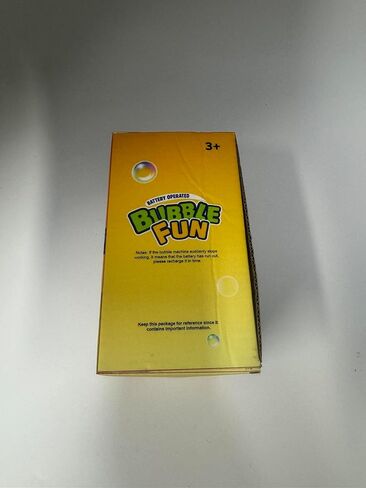 3+
BATTERY OPERATED
BUBBLE
FUN
Notes: If the bubble machine suddenly stops
working, it means that the battery has run out,
please recharge it in time.
Keep this package for reference since it
contains important information.